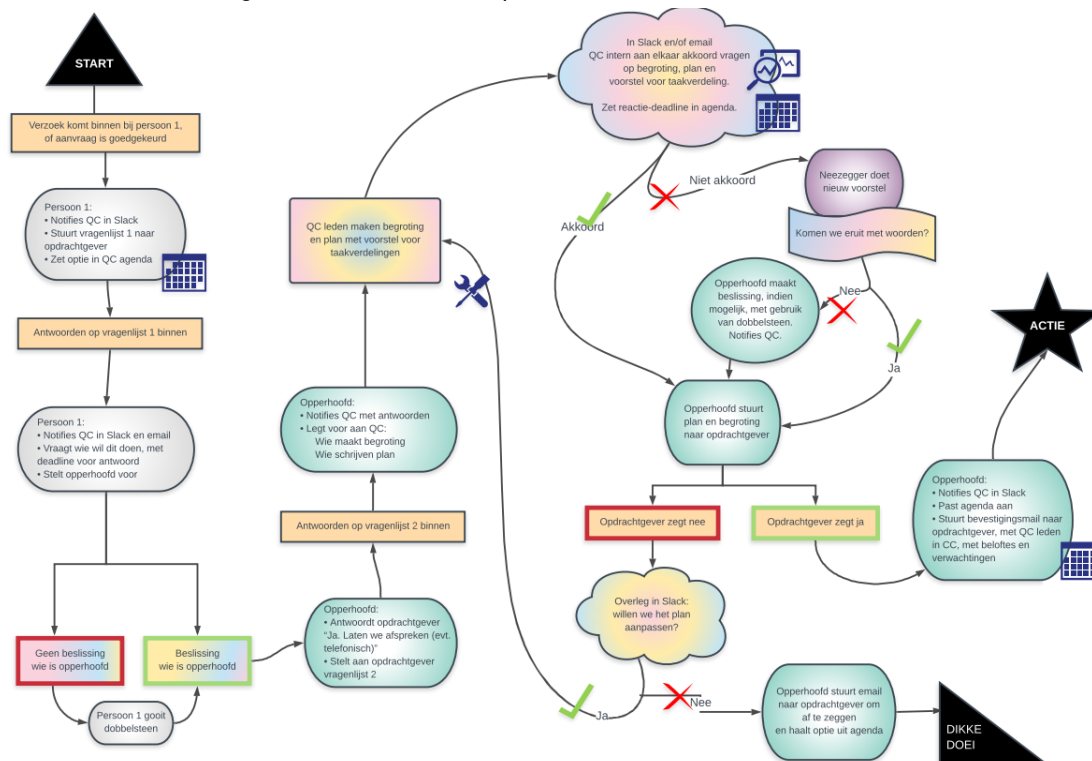 START
Verzoek komt binnen bij persoon 1,
of aanvraag is goedgekeurd
Persoon 1:
• Notifies QC in Slack
• Stuurt vragenlijst 1 naar
opdrachtgever
• Zet optie in QC agenda
Antwoorden op vragenlijst 1 binnen
Persoon 1:
• Notifies QC in Slack en email
• Vraagt wie wil dit doen, met
deadline voor antwoord
• Stelt opperhoofd voor
Geen beslissing
wie is opperhoofd
Beslissing
wie is opperhoofd
Persoon 1 gooit
dobbelsteen
Opperhoofd:
• Antwoordt opdrachtgever
“Ja. Laten we afspreken (evt.
telefonisch)”
• Stelt aan opdrachtgever
vragenlijst 2
Antwoorden op vragenlijst 2 binnen
Opperhoofd:
• Notifies QC met antwoorden
• Legt voor aan QC:
Wie maakt begroting
Wie schrijven plan
QC leden maken begroting
en plan met voorstel voor
taakverdelingen
In Slack en/of email
QC intern aan elkaar akkoord vragen
op begroting, plan en
voorstel voor taakverdeling.
Zet reactie-deadline in agenda.
Niet akkoord
Akkoord
Neezegger doet
nieuw voorstel
Komen we eruit met woorden?
Nee
Ja
Opperhoofd maakt
beslissing, indien
mogelijk, met gebruik
van dobbelsteen.
Notifies QC.
Opperhoofd stuurt
plan en begroting
naar opdrachtgever
Opdrachtgever zegt nee
Opdrachtgever zegt ja
Opperhoofd:
• Notifies QC in Slack
• Past agenda aan
• Stuurt bevestigingsmail naar
opdrachtgever, met QC leden
in CC, met beloftes en
verwachtingen
ACTIE
Overleg in Slack:
willen we het plan
aanpassen?
Ja
Nee
Opperhoofd stuurt email
naar opdrachtgever om
af te zeggen
en haalt optie uit agenda
DIKKE
DOEI